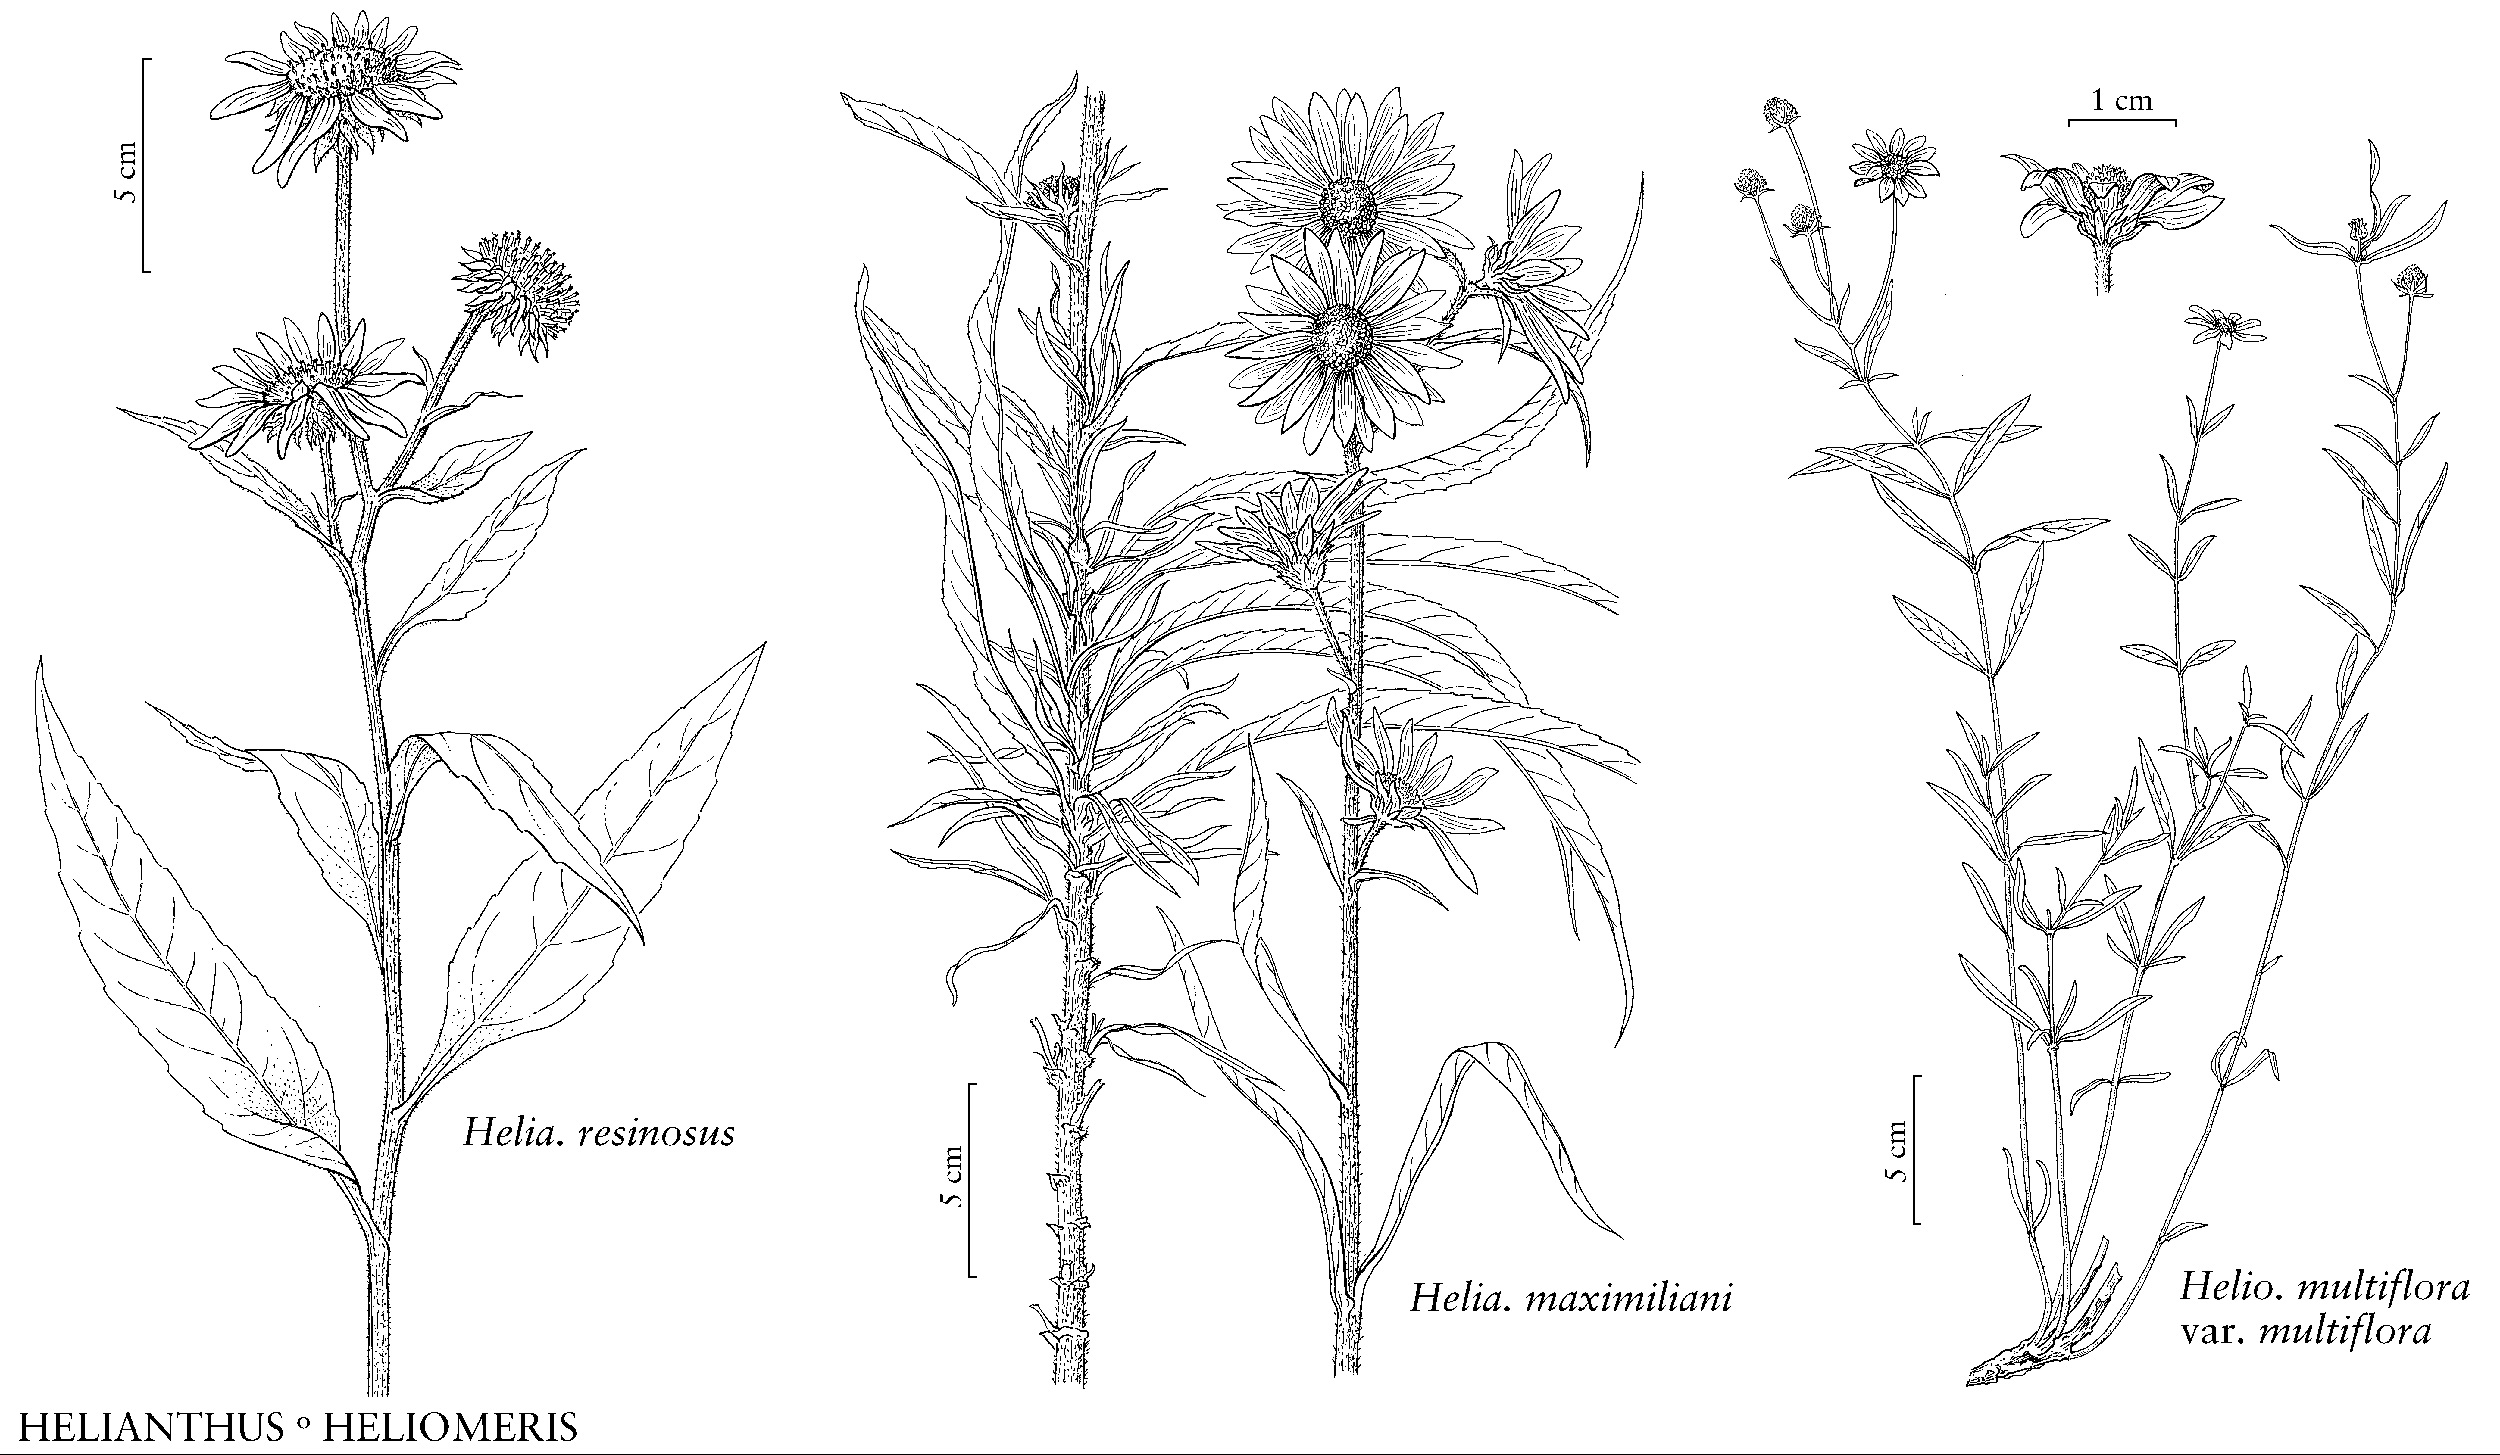 5 cm
Helia. resinosus
5 cm
Helia. maximiliani
1 cm
5 cm
Helio. multiflora
var. multiflora
HELIANTHUS ° HELIOMERIS